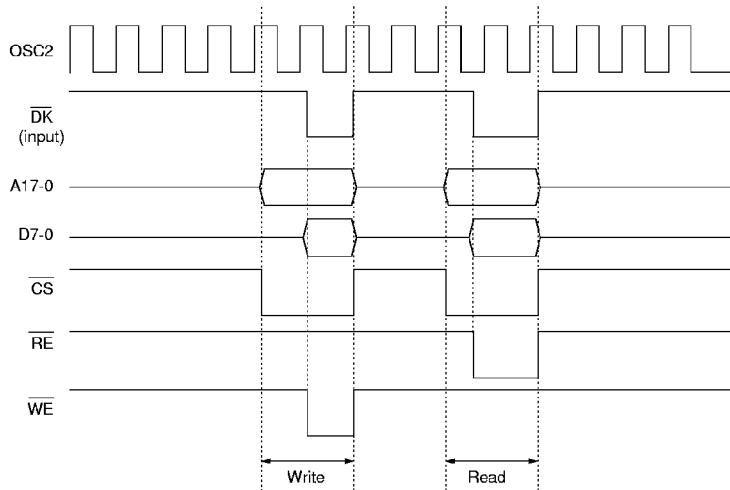 OSC2
DK
(input)
A17-0
D7-0
CS
RE
WE
Write
Read